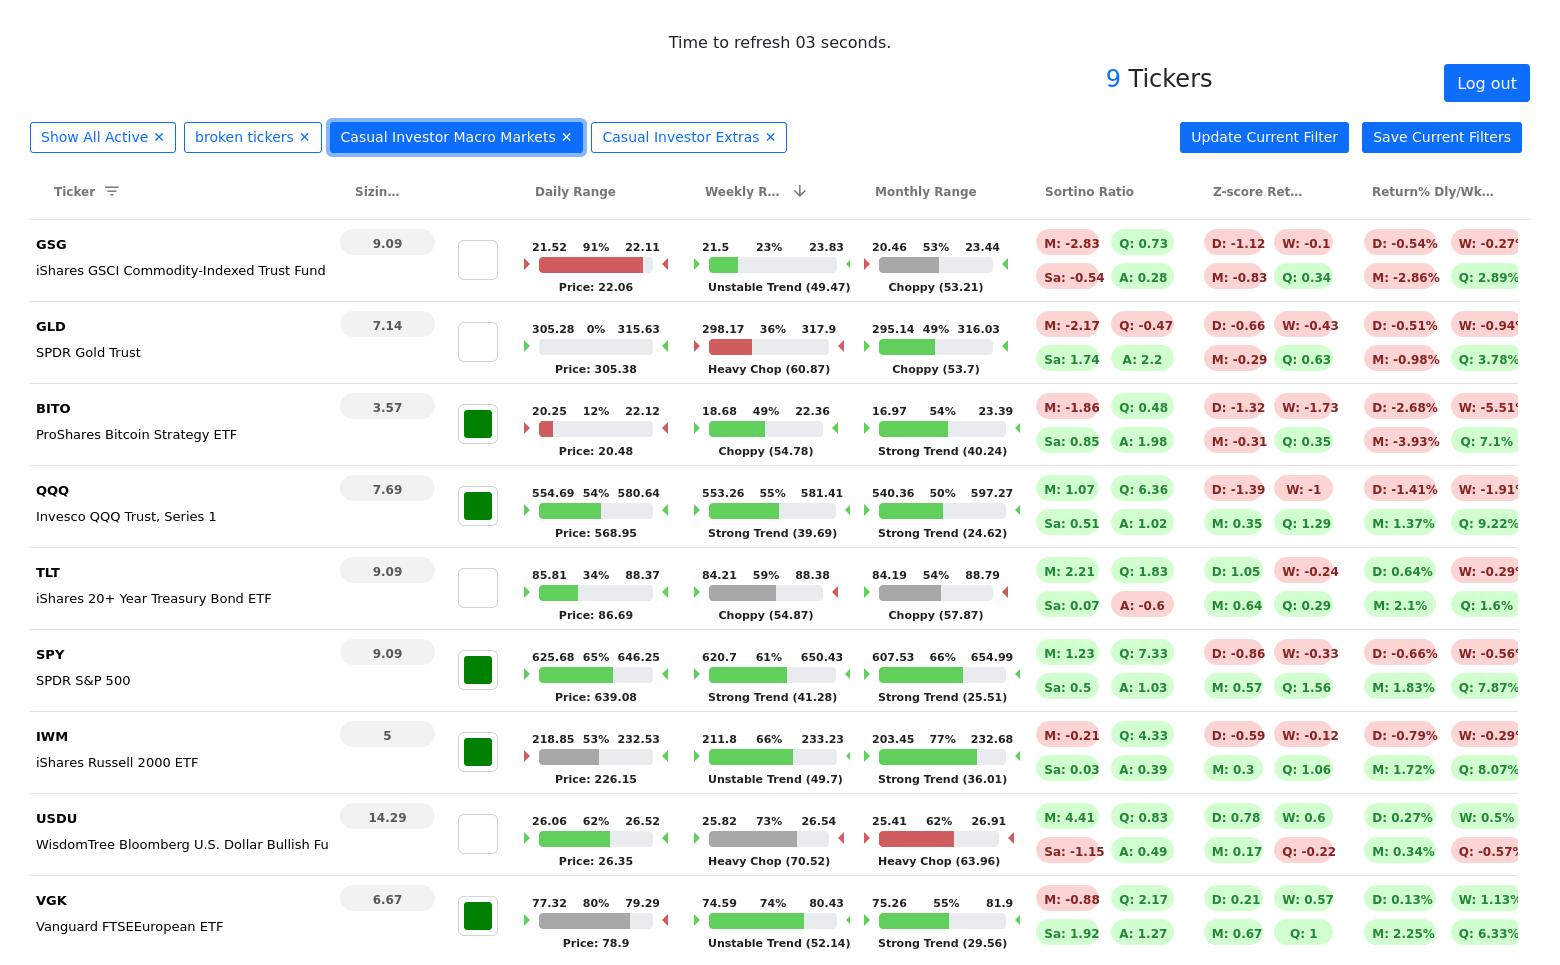 Time to refresh 03 seconds.
9 Tickers
Log out
Show All Active ✕ broken tickers ✕ Casual Investor Macro Markets ✕ Casual Investor Extras ✕ Update Current Filter Save Current Filters
Ticker Sizin... Daily Range Weekly R... Monthly Range Sortino Ratio Z-score Ret... Return% Dly/Wk...
GSG 9.09 21.52 91% 22.11 21.5 23% 23.83 20.46 53% 23.44 M: -2.83 Q: 0.73 D: -1.12 W: -0.1 D: -0.54% W: -0.27%
iShares GSCI Commodity-Indexed Trust Fund Sa: -0.54 A: 0.28 M: -0.83 Q: 0.34 M: -2.86% Q: 2.89%
Price: 22.06 Unstable Trend (49.47) Choppy (53.21)
GLD 7.14 305.28 0% 315.63 298.17 36% 317.9 295.14 49% 316.03 M: -2.17 Q: -0.47 D: -0.66 W: -0.43 D: -0.51% W: -0.94%
SPDR Gold Trust Sa: 1.74 A: 2.2 M: -0.29 Q: 0.63 M: -0.98% Q: 3.78%
Price: 305.38 Heavy Chop (60.87) Choppy (53.7)
BITO 3.57 20.25 12% 22.12 18.68 49% 22.36 16.97 54% 23.39 M: -1.86 Q: 0.48 D: -1.32 W: -1.73 D: -2.68% W: -5.51%
ProShares Bitcoin Strategy ETF Sa: 0.85 A: 1.98 M: -0.31 Q: 0.35 M: -3.93% Q: 7.1%
Price: 20.48 Choppy (54.78) Strong Trend (40.24)
QQQ 7.69 554.69 54% 580.64 553.26 55% 581.41 540.36 50% 597.27 M: 1.07 Q: 6.36 D: -1.39 W: -1 D: -1.41% W: -1.91%
Invesco QQQ Trust, Series 1 Sa: 0.51 A: 1.02 M: 0.35 Q: 1.29 M: 1.37% Q: 9.22%
Price: 568.95 Strong Trend (39.69) Strong Trend (24.62)
TLT 9.09 85.81 34% 88.37 84.21 59% 88.38 84.19 54% 88.79 M: 2.21 Q: 1.83 D: 1.05 W: -0.24 D: 0.64% W: -0.29%
iShares 20+ Year Treasury Bond ETF Sa: 0.07 A: -0.6 M: 0.64 Q: 0.29 M: 2.1% Q: 1.6%
Price: 86.69 Choppy (54.87) Choppy (57.87)
SPY 9.09 625.68 65% 646.25 620.7 61% 650.43 607.53 66% 654.99 M: 1.23 Q: 7.33 D: -0.86 W: -0.33 D: -0.66% W: -0.56%
SPDR S&P 500 Sa: 0.5 A: 1.03 M: 0.57 Q: 1.56 M: 1.83% Q: 7.87%
Price: 639.08 Strong Trend (41.28) Strong Trend (25.51)
IWM 5 218.85 53% 232.53 211.8 66% 233.23 203.45 77% 232.68 M: -0.21 Q: 4.33 D: -0.59 W: -0.12 D: -0.79% W: -0.29%
iShares Russell 2000 ETF Sa: 0.03 A: 0.39 M: 0.3 Q: 1.06 M: 1.72% Q: 8.07%
Price: 226.15 Unstable Trend (49.7) Strong Trend (36.01)
USDU 14.29 26.06 62% 26.52 25.82 73% 26.54 25.41 62% 26.91 M: 4.41 Q: 0.83 D: 0.78 W: 0.6 D: 0.27% W: 0.5%
WisdomTree Bloomberg U.S. Dollar Bullish Fu Sa: -1.15 A: 0.49 M: 0.17 Q: -0.22 M: 0.34% Q: -0.57%
Price: 26.35 Heavy Chop (70.52) Heavy Chop (63.96)
VGK 6.67 77.32 80% 79.29 74.59 74% 80.43 75.26 55% 81.9 M: -0.88 Q: 2.17 D: 0.21 W: 0.57 D: 0.13% W: 1.13%
Vanguard FTSEEuropean ETF Sa: 1.92 A: 1.27 M: 0.67 Q: 1 M: 2.25% Q: 6.33%
Price: 78.9 Unstable Trend (52.14) Strong Trend (29.56)